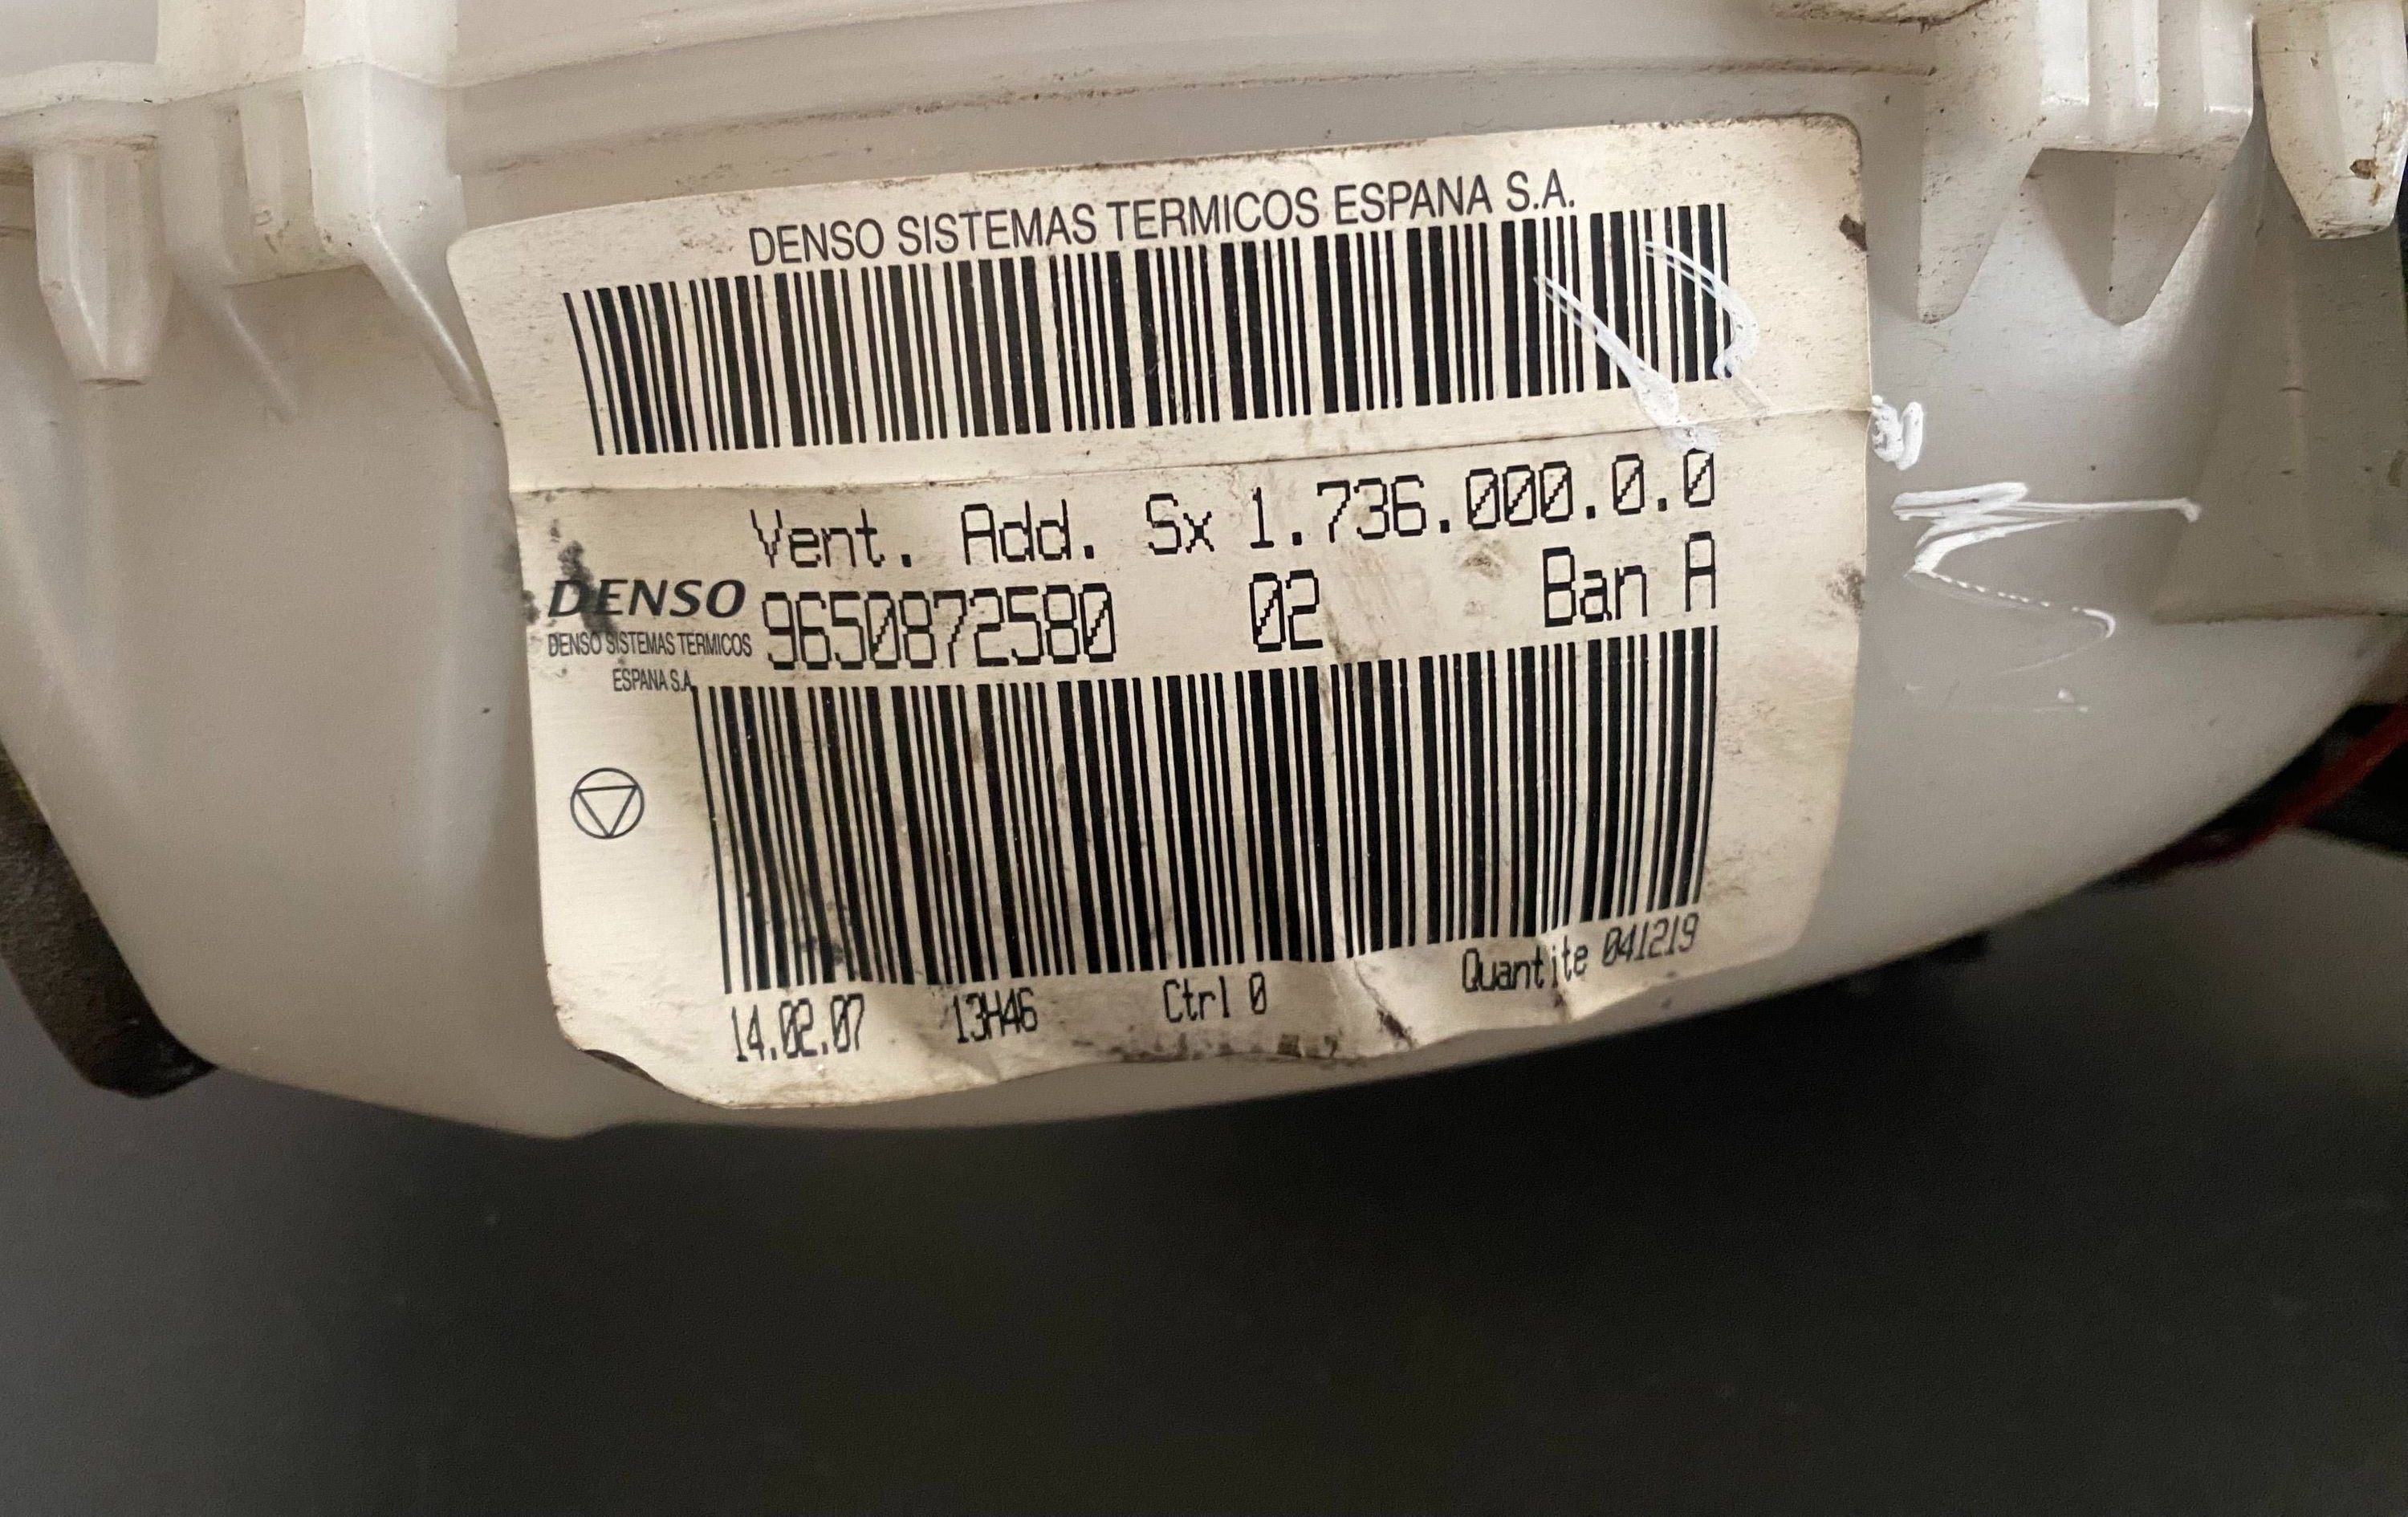 DENSO SISTEMAS TERMICOS ESPANA S.A.
Vent. Add. Sx 1.736.000.0.0
DENSO 9650872580 02 Ban A
DENSO SISTEMAS TERMICOS
ESPANA S.A.
14.02.07 13H46 Ctrl 0 Quantite 041219